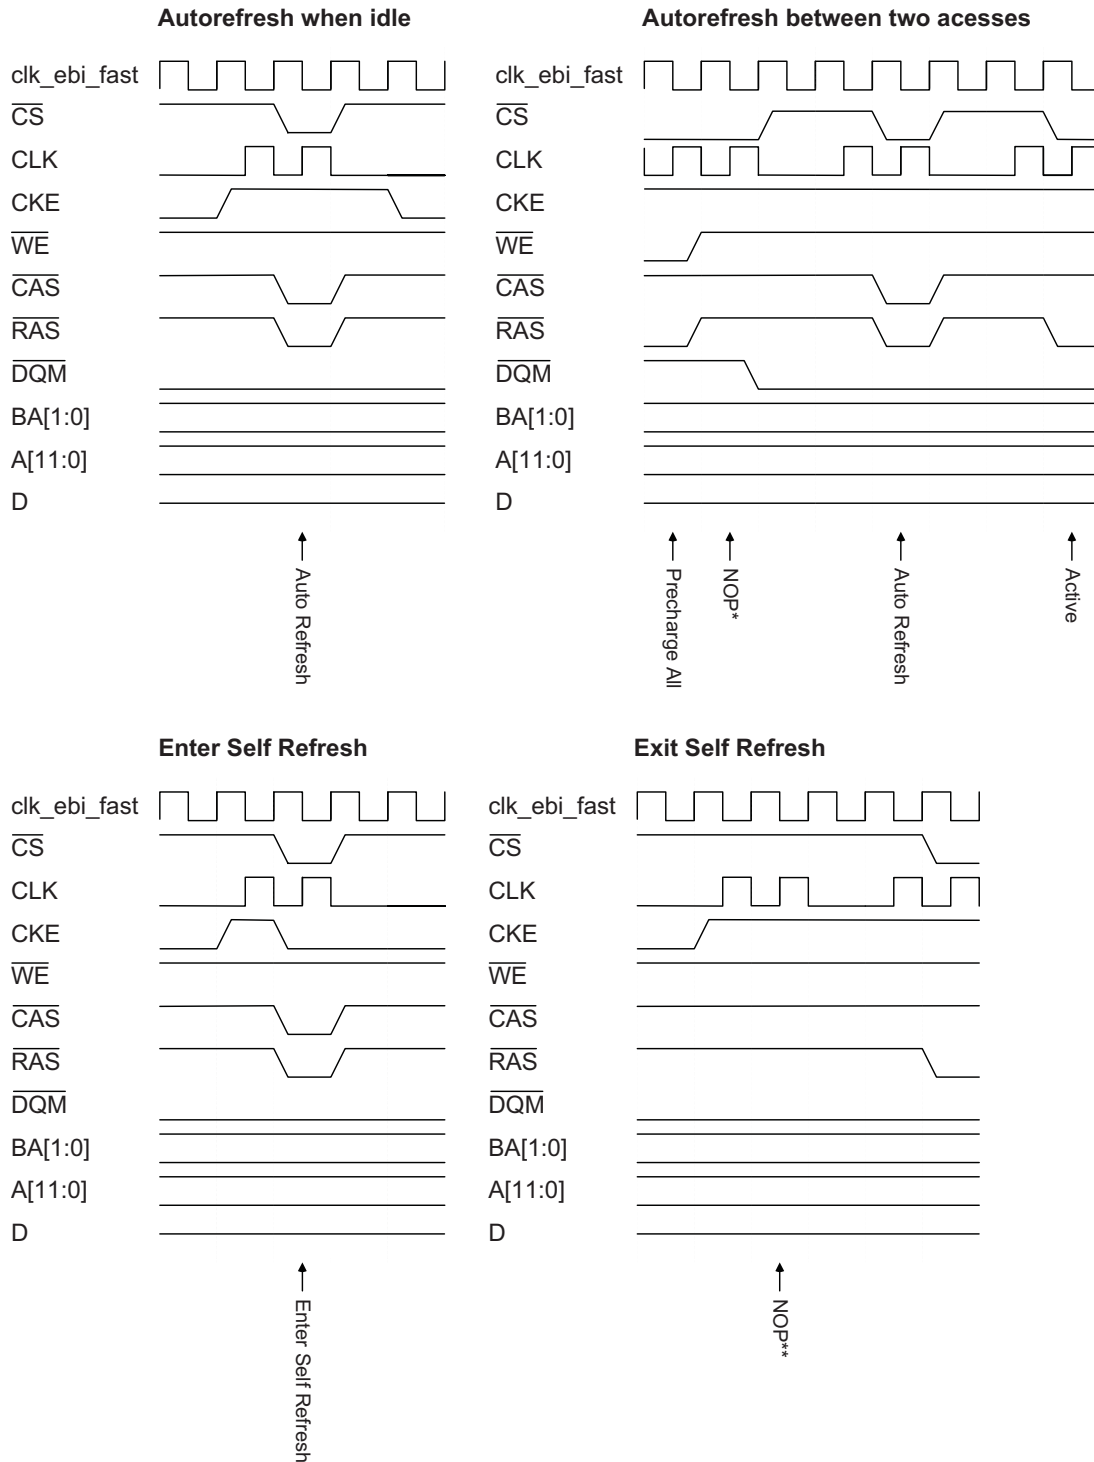 Autorefresh when idle
clk_ebi_fast
CS
CLK
CKE
WE
CAS
RAS
DQM
BA[1:0]
A[11:0]
D
Auto Refresh
Autorefresh between two acesses
clk_ebi_fast
CS
CLK
CKE
WE
CAS
RAS
DQM
BA[1:0]
A[11:0]
D
Precharge All
NOP*
Auto Refresh
Active
Enter Self Refresh
clk_ebi_fast
CS
CLK
CKE
WE
CAS
RAS
DQM
BA[1:0]
A[11:0]
D
Enter Self Refresh
Exit Self Refresh
clk_ebi_fast
CS
CLK
CKE
WE
CAS
RAS
DQM
BA[1:0]
A[11:0]
D
NOP**